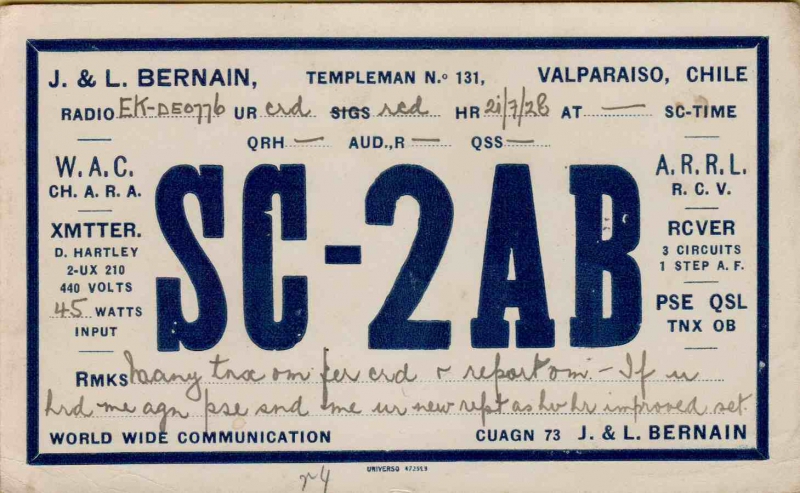 J. & L. BERNAIN, TEMPLEMAN N.º 131, VALPARAISO, CHILE
RADIO EK-DE0776 UR crd SIGS rcd HR 21/7/28 AT — SC-TIME
QRH — AUD.,R — QSS —
W. A. C.
CH. A. R. A.
A. R. R. L.
R. C. V.
SC-2AB
XMTTER.
D. HARTLEY
2-UX 210
440 VOLTS
45 WATTS
INPUT
RCVER
3 CIRCUITS
1 STEP A. F.
PSE QSL
TNX OB
RMKS Many tnx om fer crd & report om. - If u
hrd me agn pse snd me ur new rept as hv hr improved set.
WORLD WIDE COMMUNICATION CUAGN 73 J. & L. BERNAIN
UNIVERSO